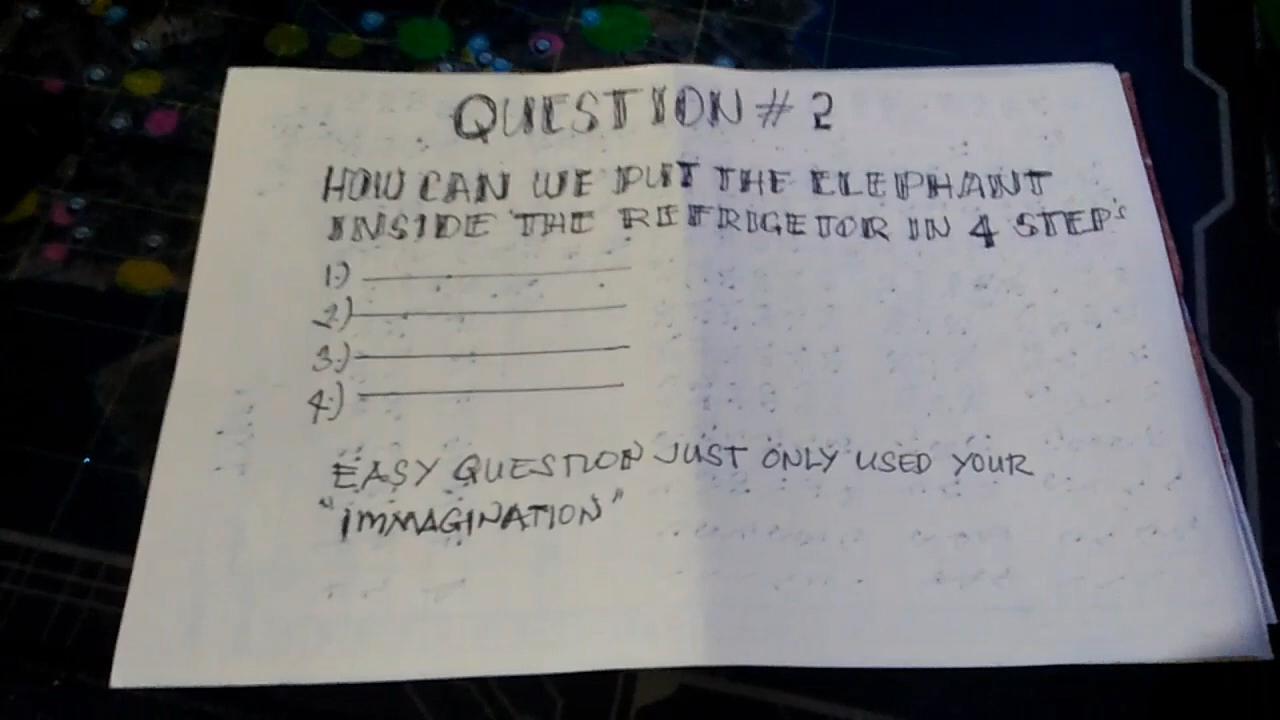 QUESTION # 2
HOW CAN WE PUT THE ELEPHANT
INSIDE THE REFRIGETOR IN 4 STEP's
1.)
2.)
3.)
4.)
EASY QUESTION JUST ONLY USED YOUR
"IMMAGINATION"